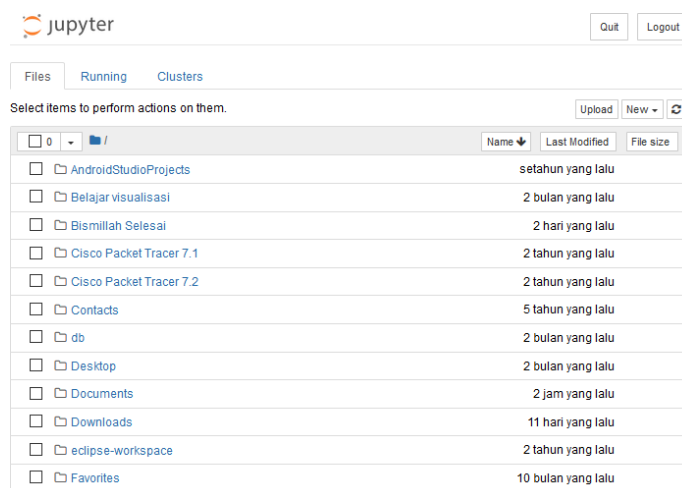 jupyter Quit Logout
Files Running Clusters
Select items to perform actions on them. Upload New
0 / Name Last Modified File size
AndroidStudioProjects setahun yang lalu
Belajar visualisasi 2 bulan yang lalu
Bismillah Selesai 2 hari yang lalu
Cisco Packet Tracer 7.1 2 tahun yang lalu
Cisco Packet Tracer 7.2 2 tahun yang lalu
Contacts 5 tahun yang lalu
db 2 bulan yang lalu
Desktop 2 bulan yang lalu
Documents 2 jam yang lalu
Downloads 11 hari yang lalu
eclipse-workspace 2 tahun yang lalu
Favorites 10 bulan yang lalu